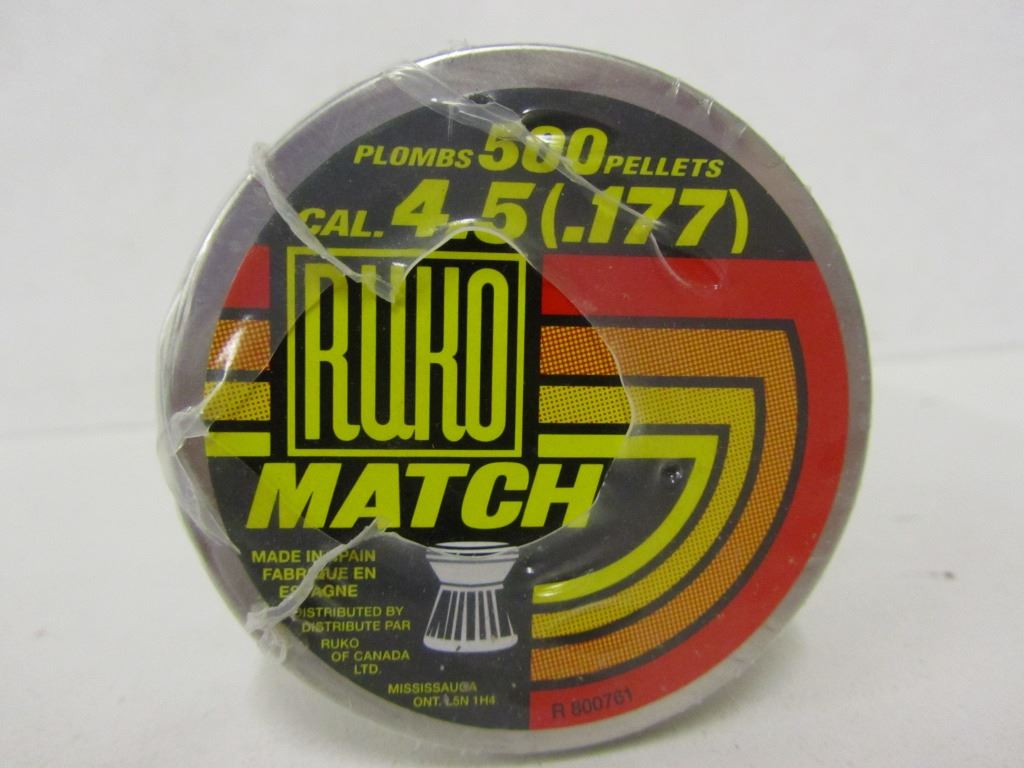 PLOMBS 500 PELLETS
CAL. 4.5 (.177)
RUKO
MATCH
MADE IN SPAIN
FABRIQUE EN
ESPAGNE
DISTRIBUTED BY
DISTRIBUTE PAR
RUKO
OF CANADA
LTD.
MISSISSAUGA
ONT. L5N 1H4
R 800761